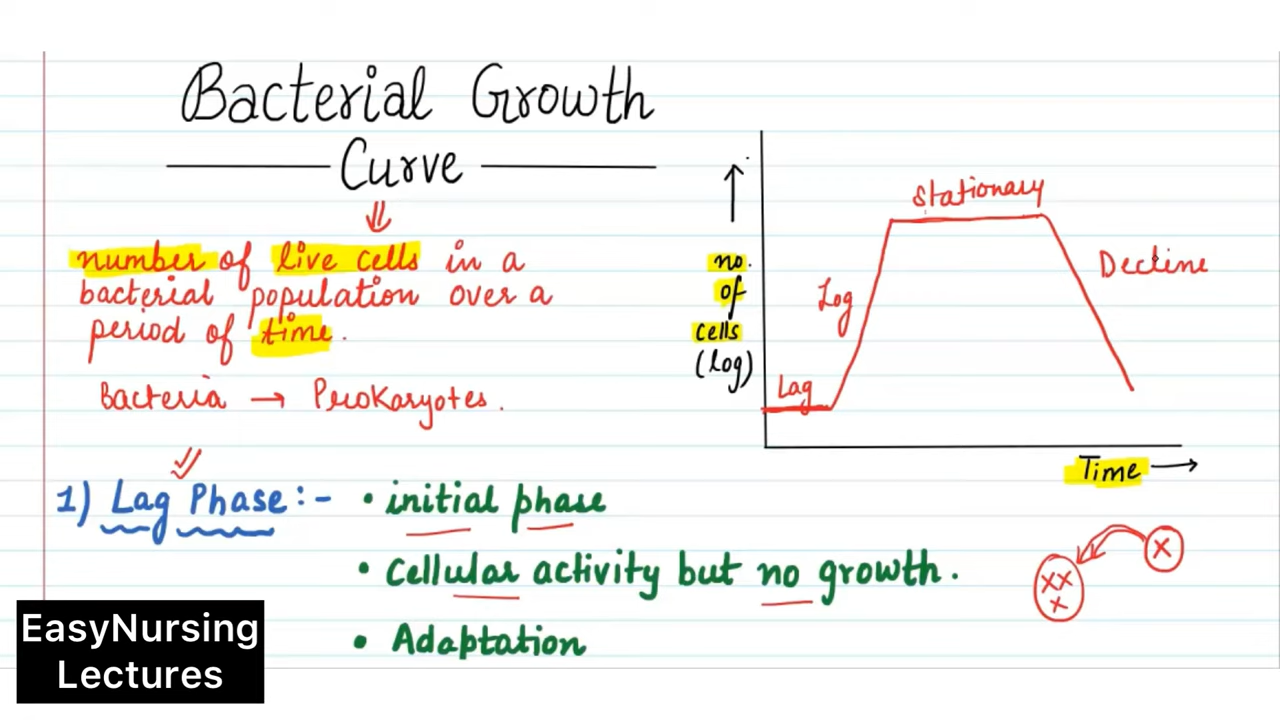 Bacterial Growth
Curve
number of live cells in a
bacterial population over a
period of time.
Bacteria → Prokaryotes.
no.
of
cells
(log)
Stationary
Log
Lag
Decline
Time →
1) Lag Phase :- • initial phase
• Cellular activity but no growth.
• Adaptation
XX
X
X
EasyNursing
Lectures